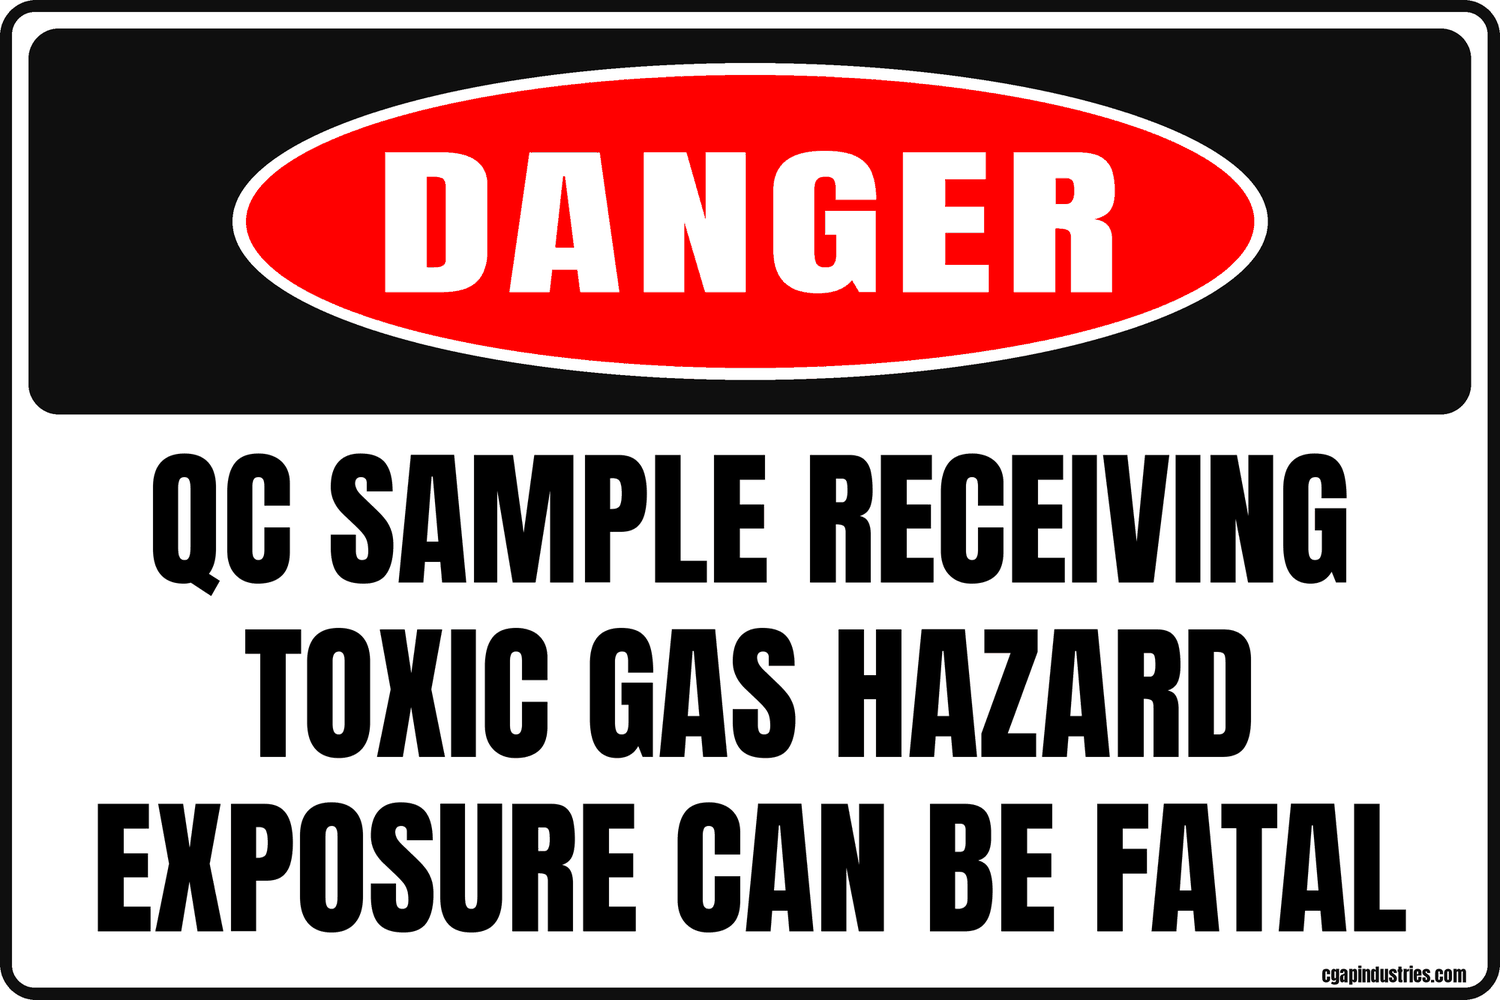 DANGER
QC SAMPLE RECEIVING
TOXIC GAS HAZARD
EXPOSURE CAN BE FATAL
cgapindustries.com